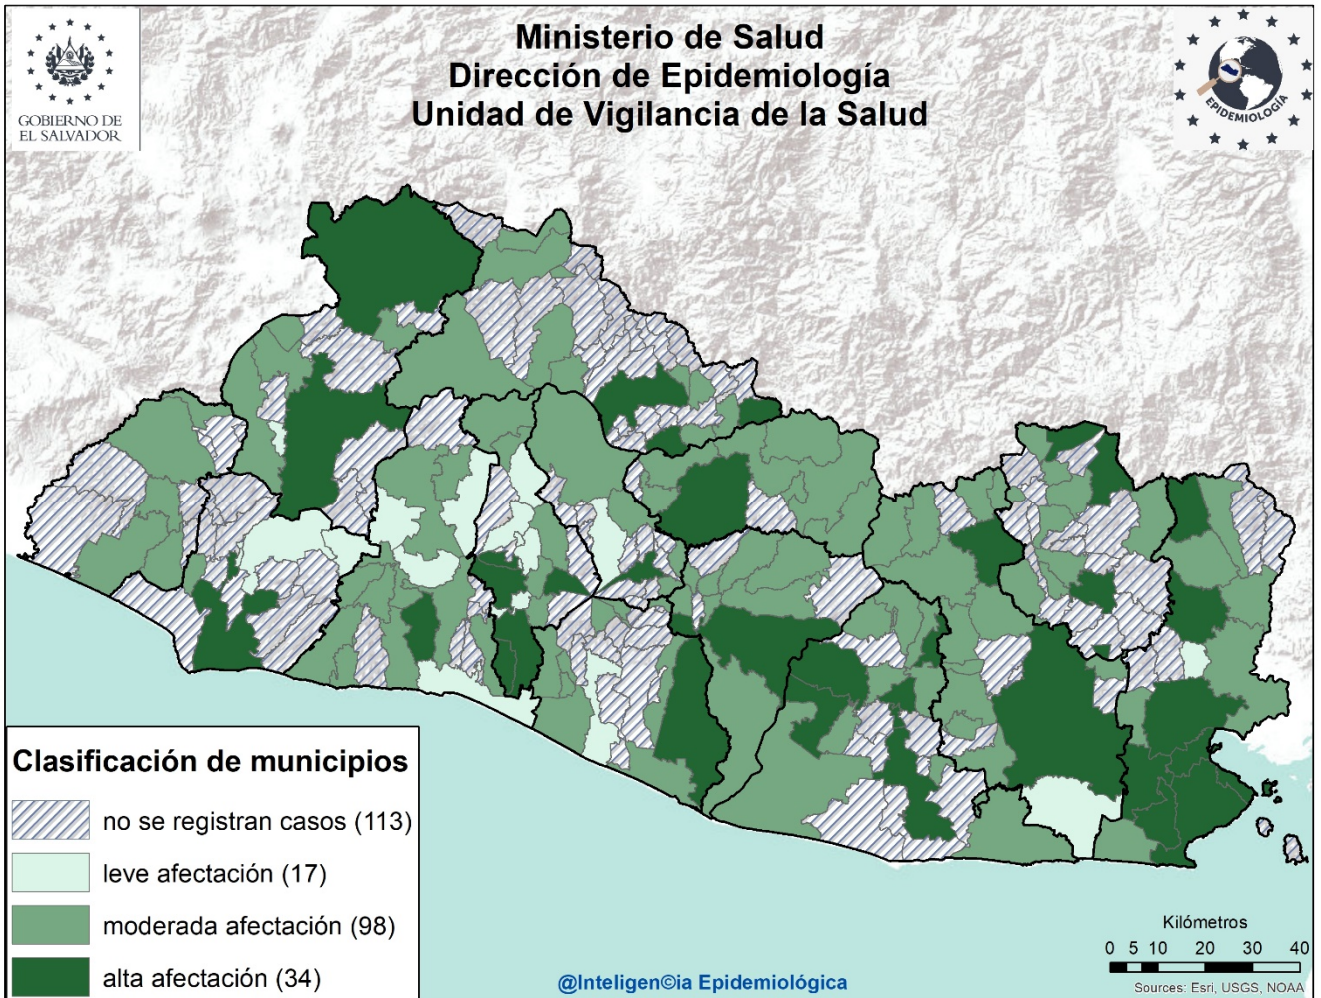 Ministerio de Salud
Dirección de Epidemiología
Unidad de Vigilancia de la Salud
GOBIERNO DE
EL SALVADOR
EPIDEMIOLOGÍA
Clasificación de municipios
no se registran casos (113)
leve afectación (17)
moderada afectación (98)
alta afectación (34)
@Inteligen©ia Epidemiológica
Kilómetros
0 5 10 20 30 40
Sources: Esri, USGS, NOAA